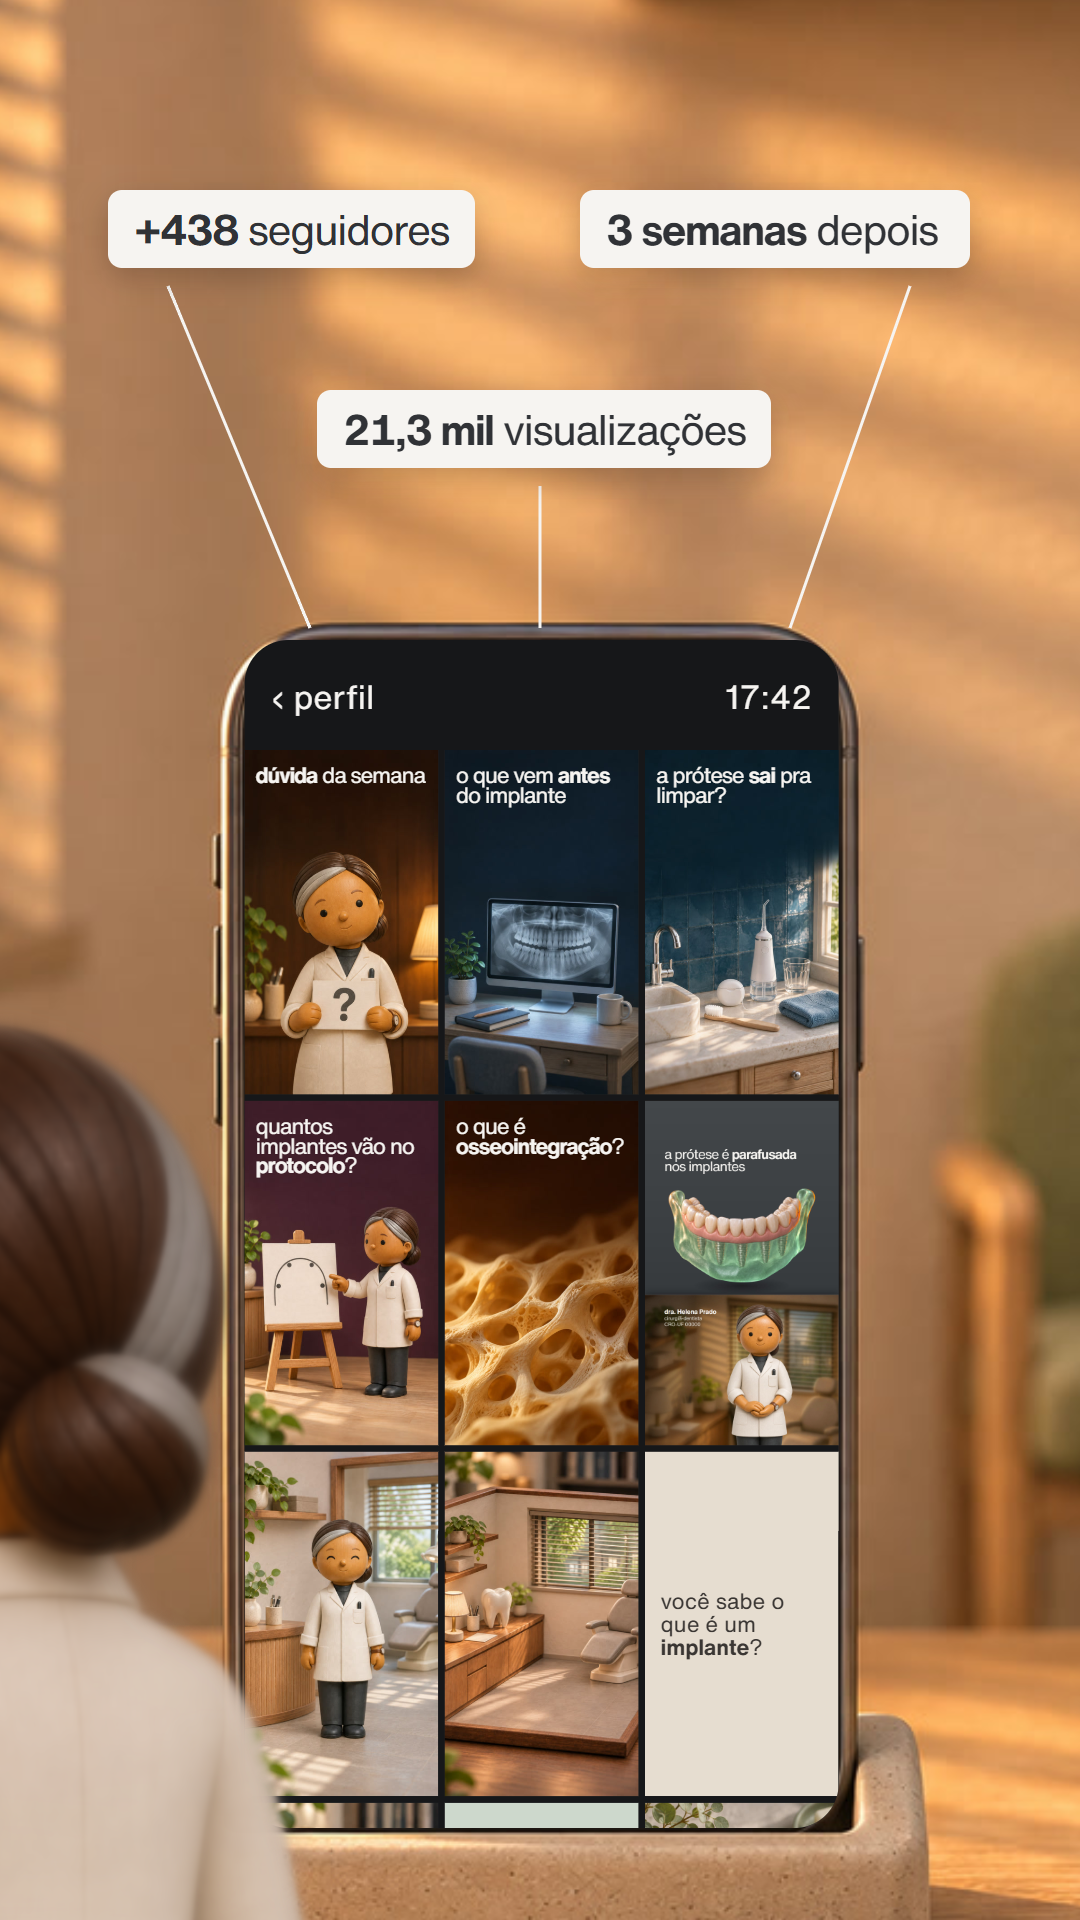 +438 seguidores
3 semanas depois
21,3 mil visualizações
‹ perfil
17:42
dúvida da semana
?
o que vem antes
do implante
a prótese sai pra
limpar?
quantos
implantes vão no
protocolo?
o que é
osseointegração?
a prótese é parafusada
nos implantes
dra. Helena Prado
cirurgiã-dentista
você sabe o
que é um
implante?